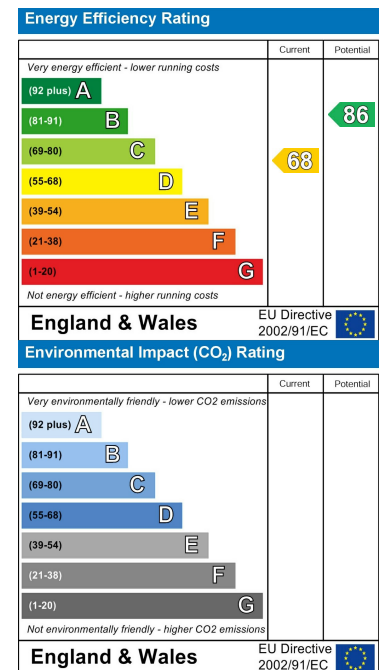 Energy Efficiency Rating
Current Potential
Very energy efficient - lower running costs
(92 plus) A
(81-91) B
86
(69-80) C
68
(55-68) D
(39-54) E
(21-38) F
(1-20) G
Not energy efficient - higher running costs
England & Wales
EU Directive
2002/91/EC
Environmental Impact (CO₂) Rating
Current Potential
Very environmentally friendly - lower CO2 emissions
(92 plus) A
(81-91) B
(69-80) C
(55-68) D
(39-54) E
(21-38) F
(1-20) G
Not environmentally friendly - higher CO2 emissions
England & Wales
EU Directive
2002/91/EC